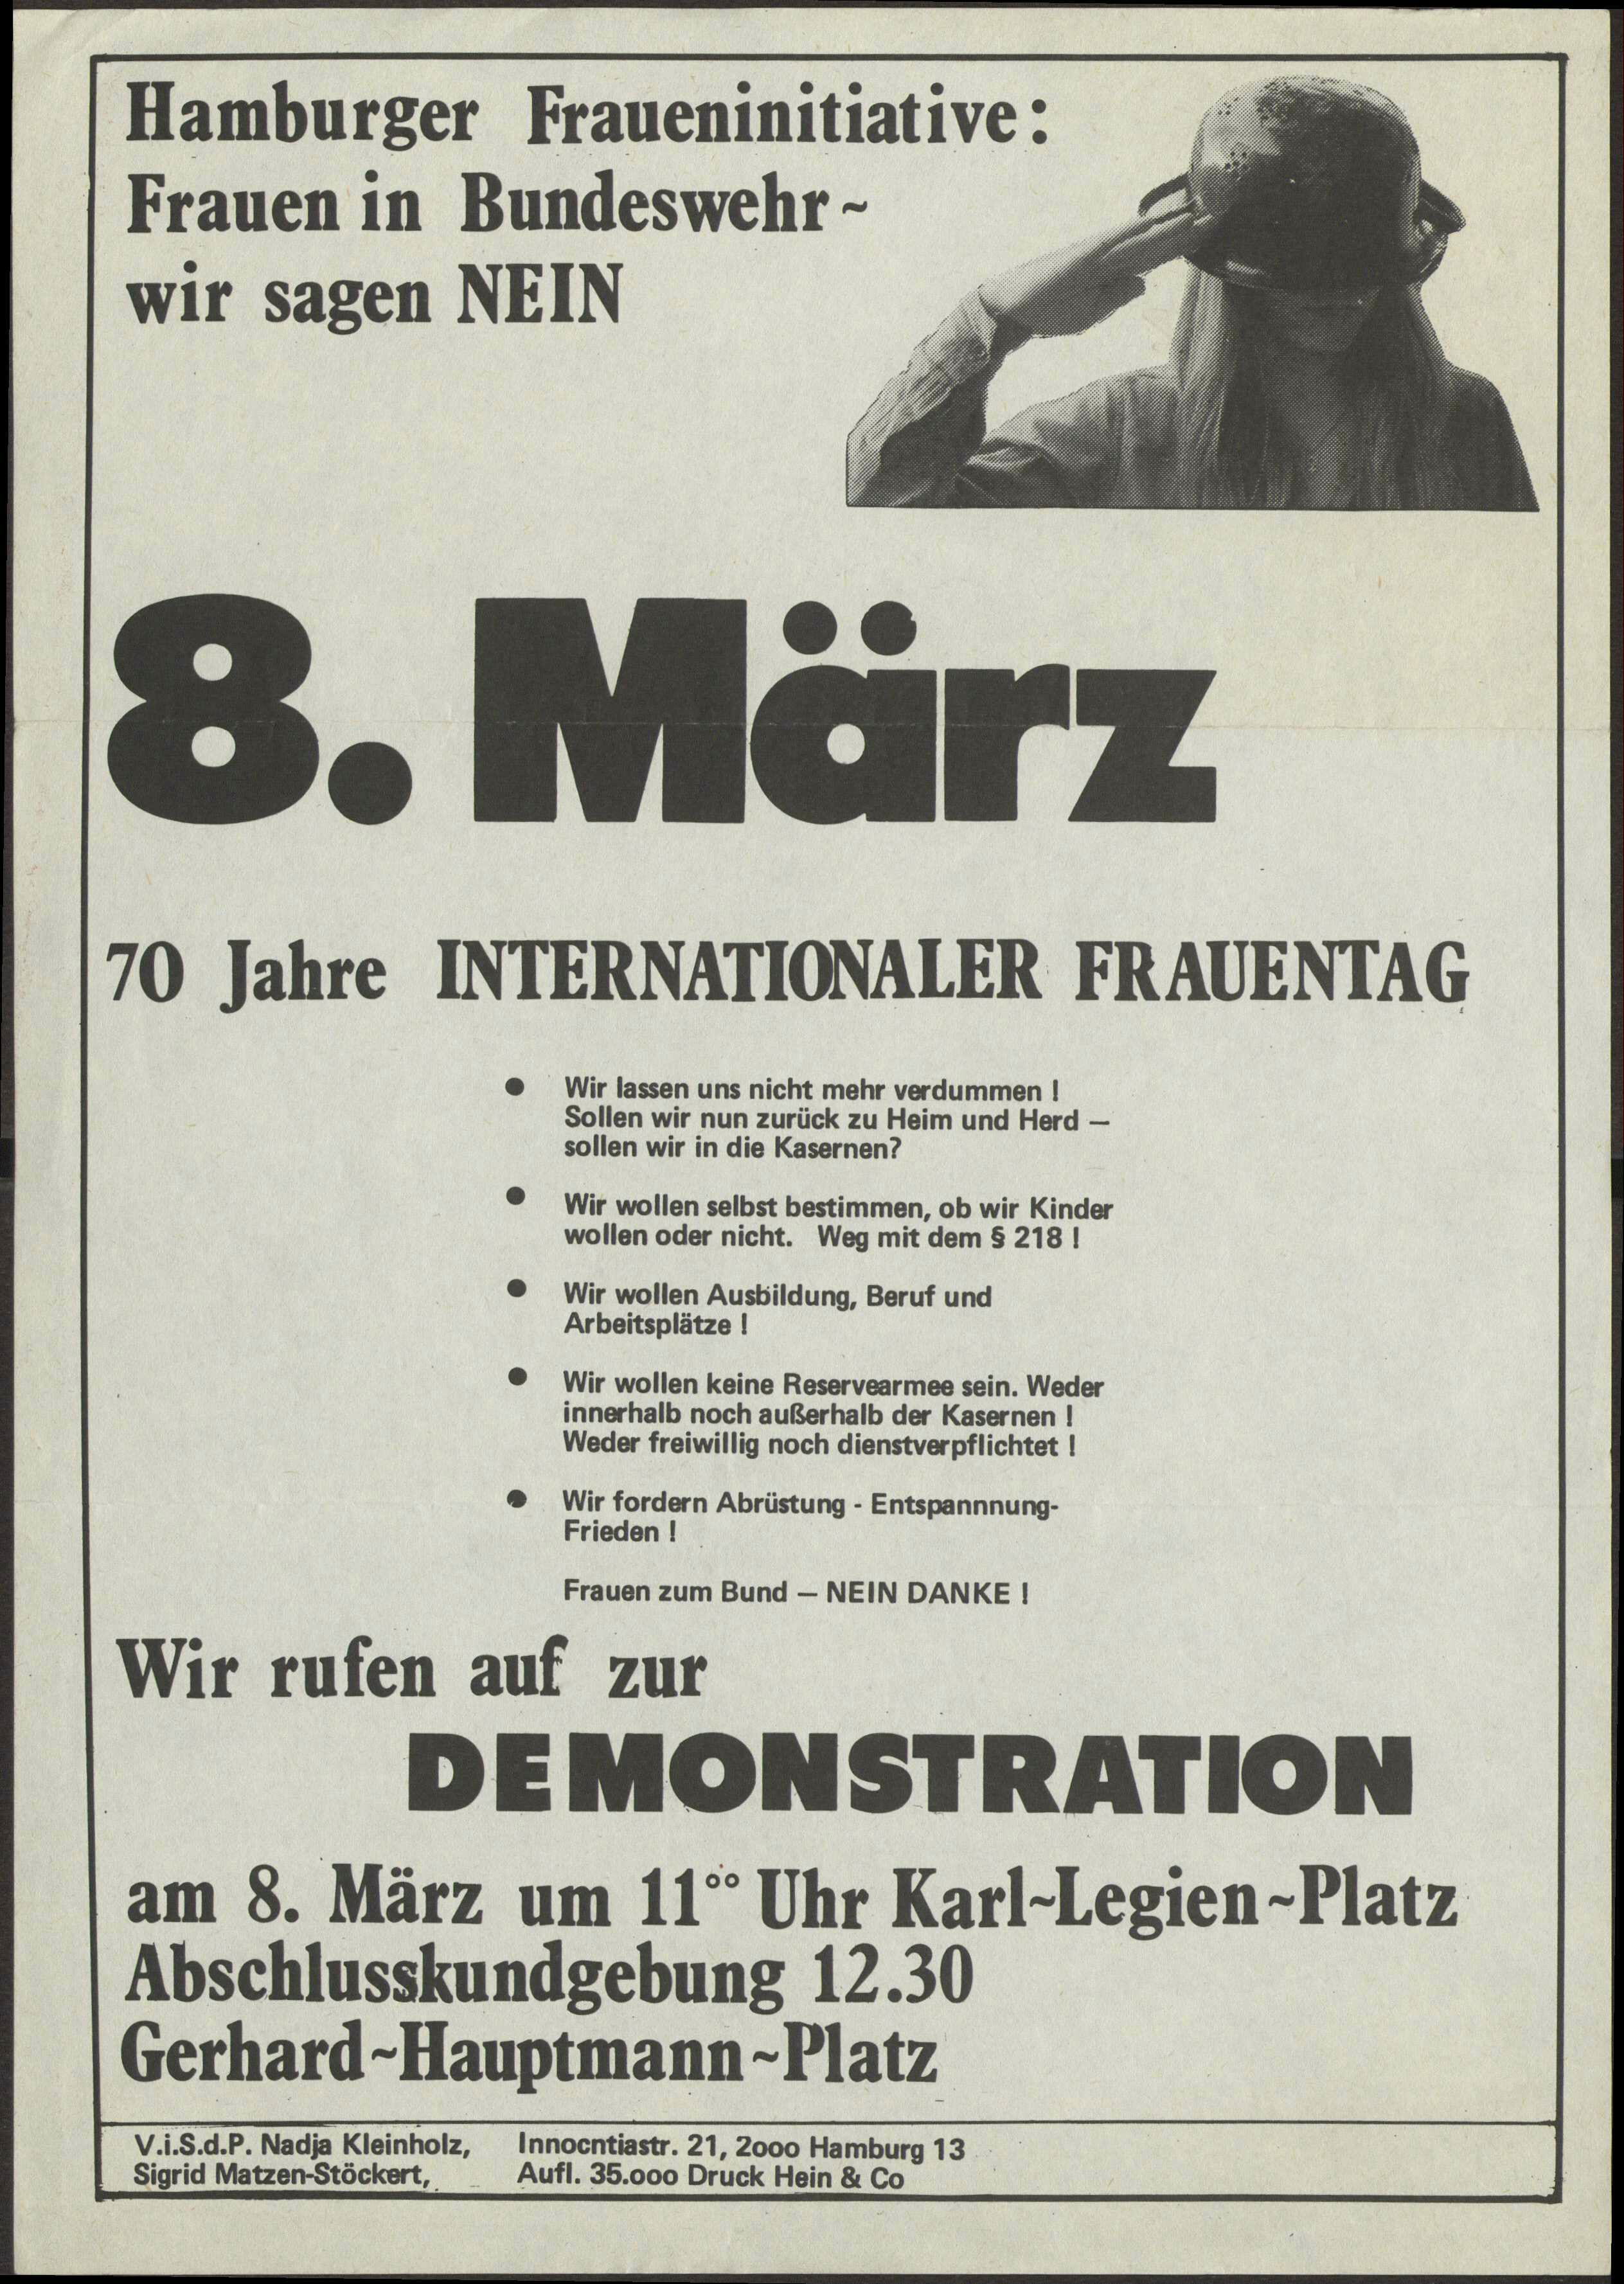 Hamburger Fraueninitiative:
Frauen in Bundeswehr~
wir sagen NEIN
8. März
70 Jahre INTERNATIONALER FRAUENTAG
● Wir lassen uns nicht mehr verdummen !
Sollen wir nun zurück zu Heim und Herd —
sollen wir in die Kasernen?
● Wir wollen selbst bestimmen, ob wir Kinder
wollen oder nicht. Weg mit dem § 218 !
● Wir wollen Ausbildung, Beruf und
Arbeitsplätze !
● Wir wollen keine Reservearmee sein. Weder
innerhalb noch außerhalb der Kasernen !
Weder freiwillig noch dienstverpflichtet !
● Wir fordern Abrüstung - Entspannnung-
Frieden !
Frauen zum Bund — NEIN DANKE !
Wir rufen auf zur
DEMONSTRATION
am 8. März um 11°° Uhr Karl~Legien~Platz
Abschlusskundgebung 12.30
Gerhard~Hauptmann~Platz
V.i.S.d.P. Nadja Kleinholz, Innocntiastr. 21, 2ooo Hamburg 13
Sigrid Matzen-Stöckert, Aufl. 35.ooo Druck Hein & Co